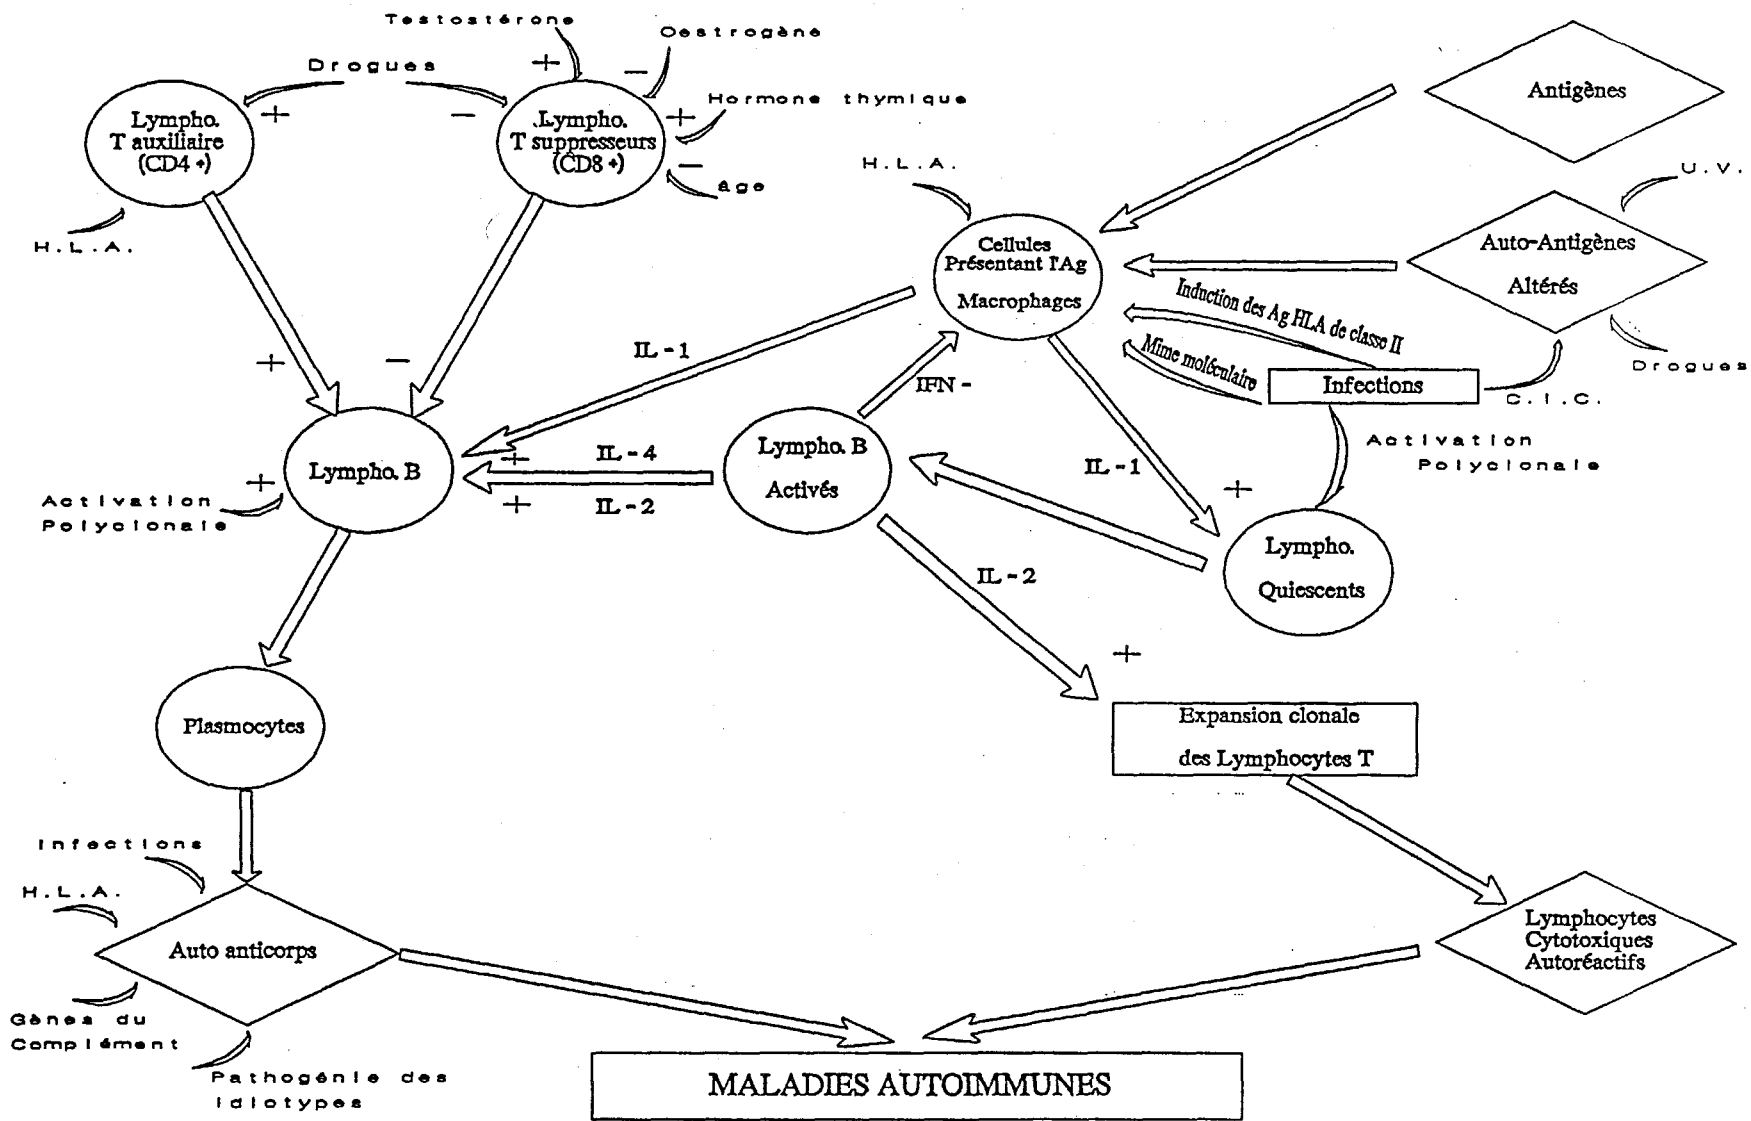 Testostérone
Oestrogène
Drogues
+
-
+
-
+
Hormone thymique
-
âge
Lympho.
T auxiliaire
(CD4 +)
Lympho.
T suppresseurs
(CD8 +)
H.L.A.
H.L.A.
Antigènes
U.V.
Auto-Antigènes
Altérés
Drogues
Cellules
Présentant l'Ag
Macrophages
Induction des Ag HLA de classe II
Mime moléculaire
Infections
C.I.C.
Activation
Polyclonale
+
-
IL - 1
IFN -
IL - 1
+
Lympho. B
+
IL - 4
+
IL - 2
Lympho. B
Activés
+
Activation
Polyclonale
Lympho.
Quiescents
IL - 2
+
Plasmocytes
Expansion clonale
des Lymphocytes T
Infections
H.L.A.
Auto anticorps
Gènes du
Complément
Pathogénie des
idiotypes
Lymphocytes
Cytotoxiques
Autoréactifs
MALADIES AUTOIMMUNES